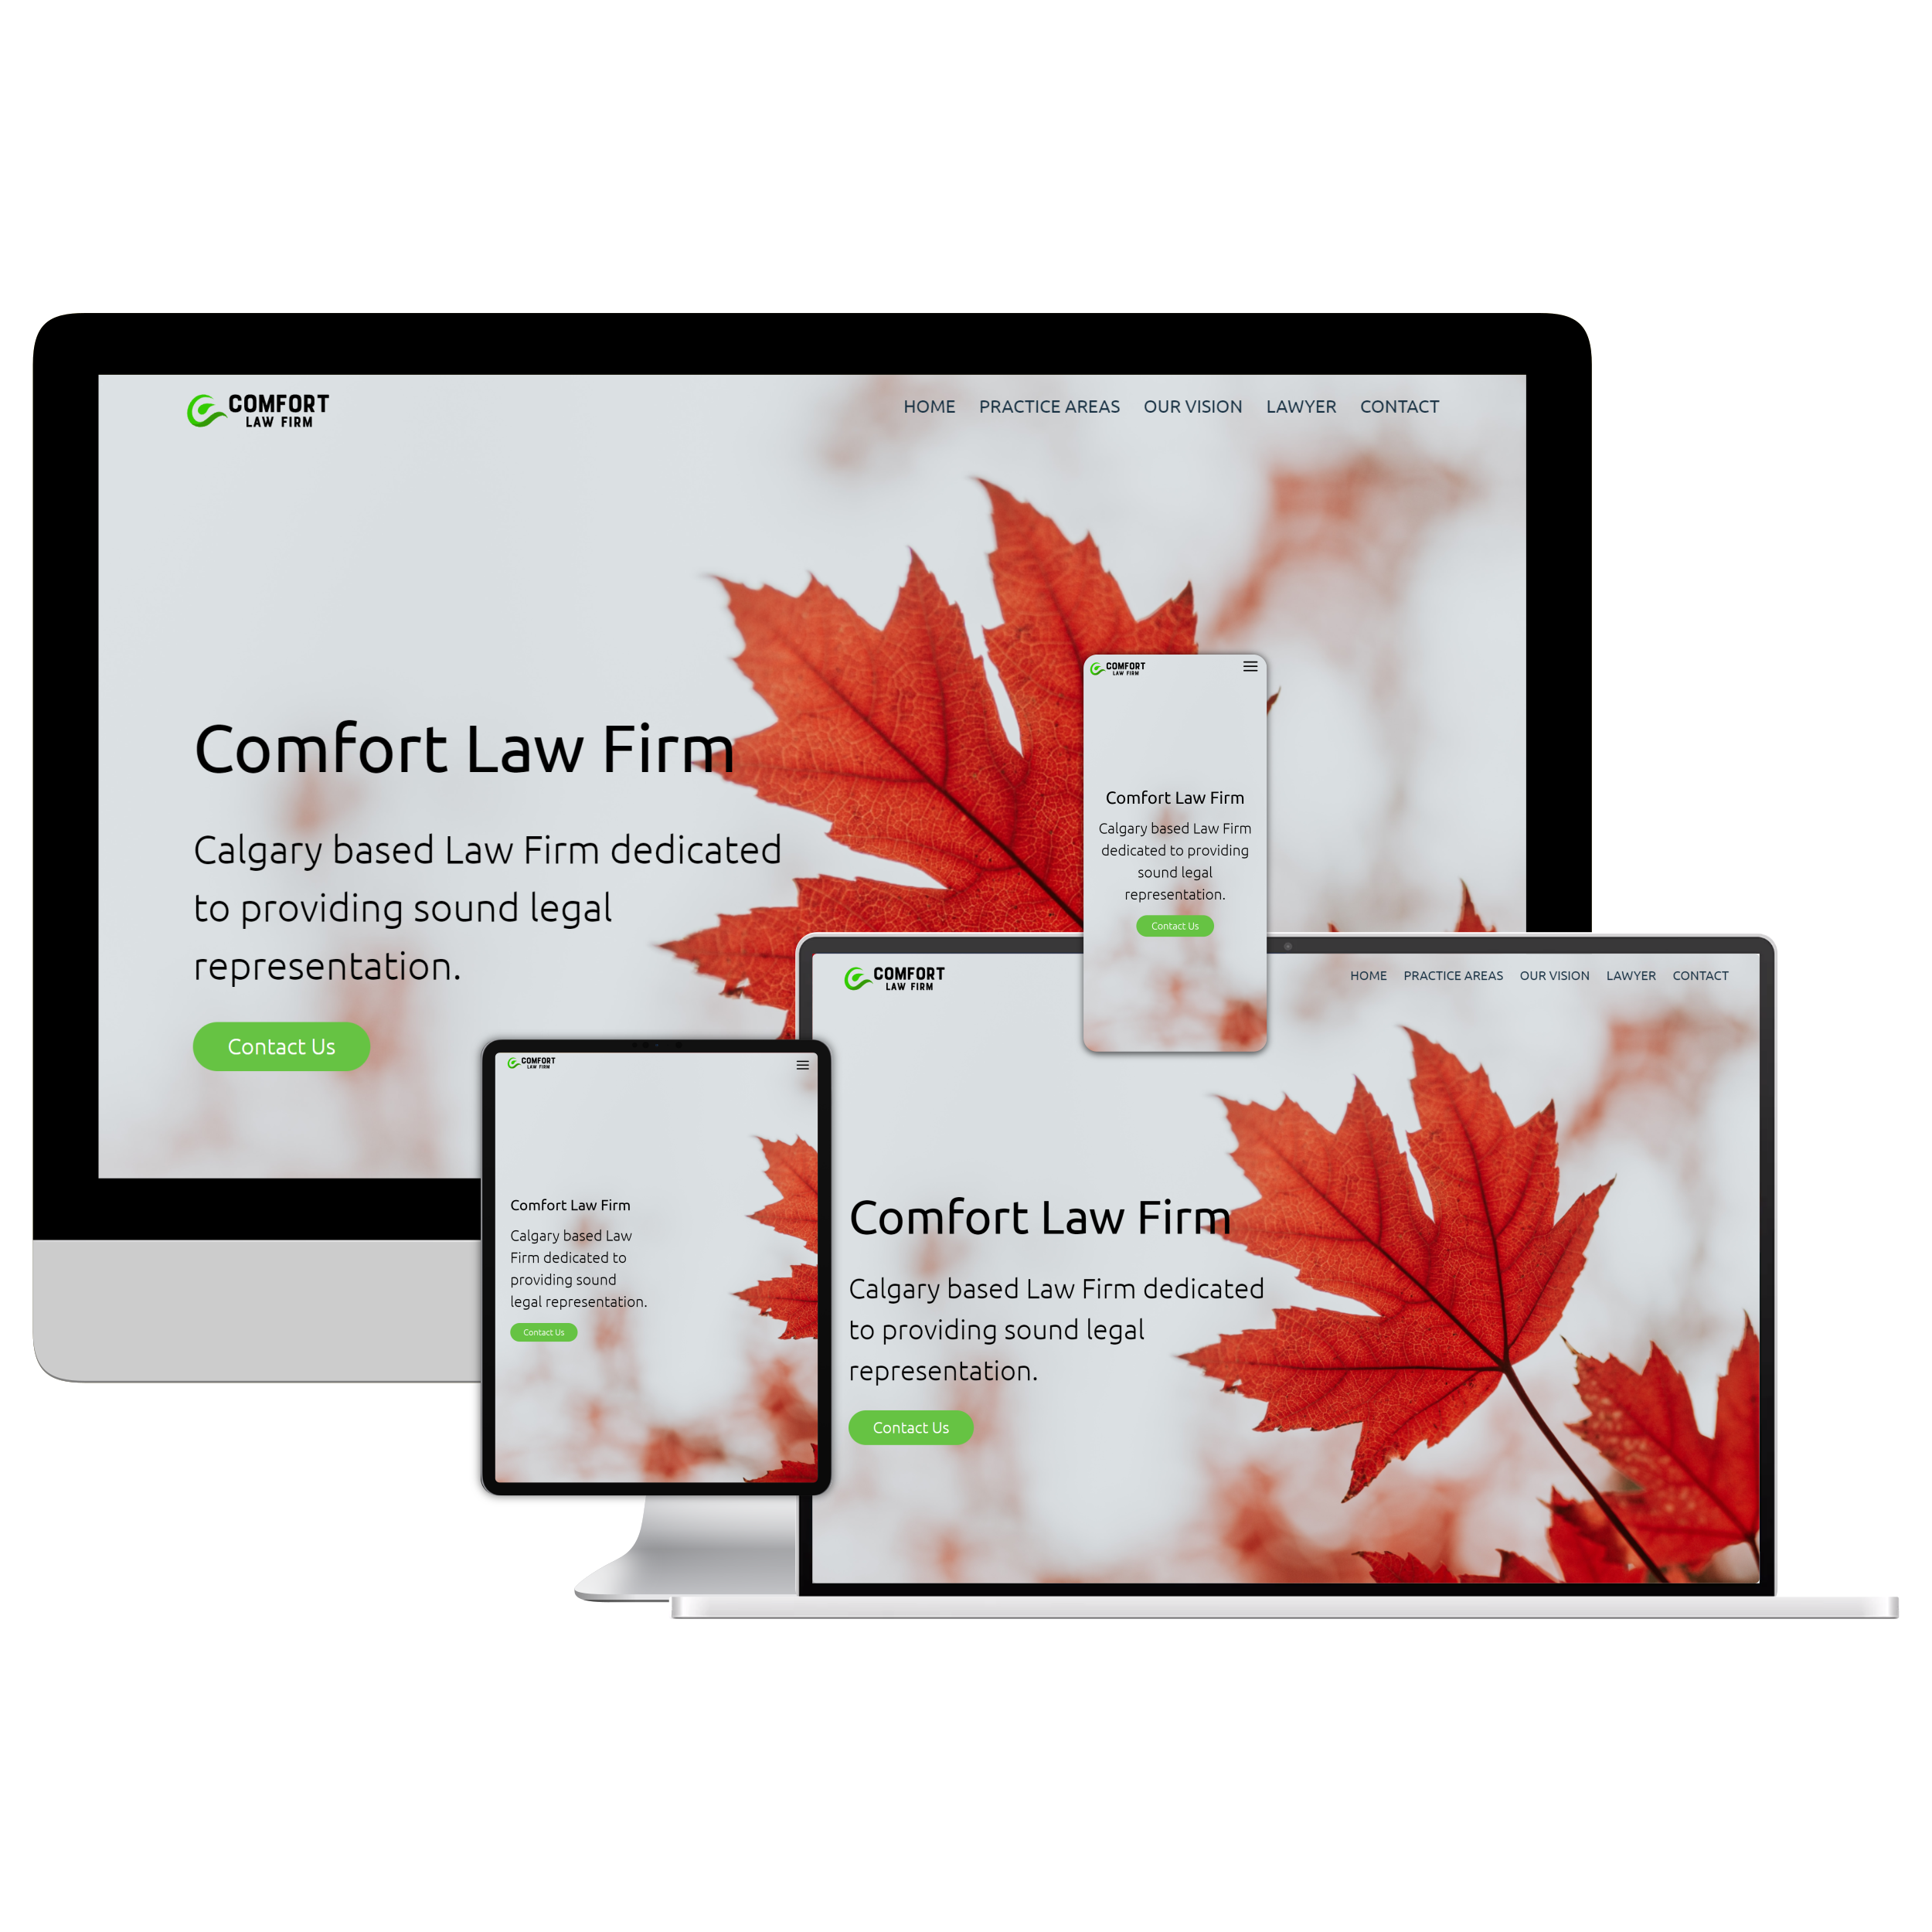 COMFORT
LAW FIRM
HOME PRACTICE AREAS OUR VISION LAWYER CONTACT
Comfort Law Firm
Calgary based Law Firm dedicated
to providing sound legal
representation.
Contact Us
COMFORT
LAW FIRM
Comfort Law Firm
Calgary based Law Firm
dedicated to providing
sound legal
representation.
Contact Us
COMFORT
LAW FIRM
Comfort Law Firm
Calgary based Law
Firm dedicated to
providing sound
legal representation.
Contact Us
COMFORT
LAW FIRM
HOME PRACTICE AREAS OUR VISION LAWYER CONTACT
Comfort Law Firm
Calgary based Law Firm dedicated
to providing sound legal
representation.
Contact Us